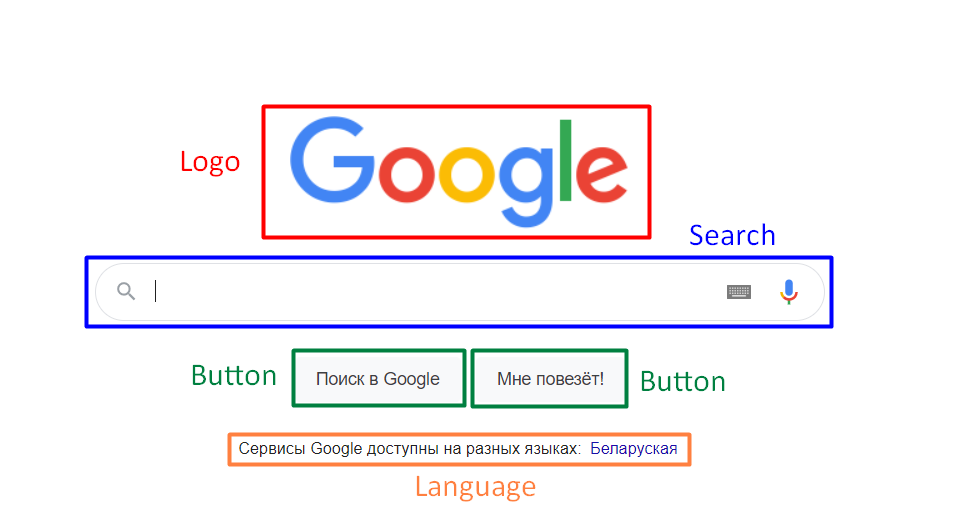 Google
Logo
Search
Button
Поиск в Google
Мне повезёт!
Button
Сервисы Google доступны на разных языках: Беларуская
Language